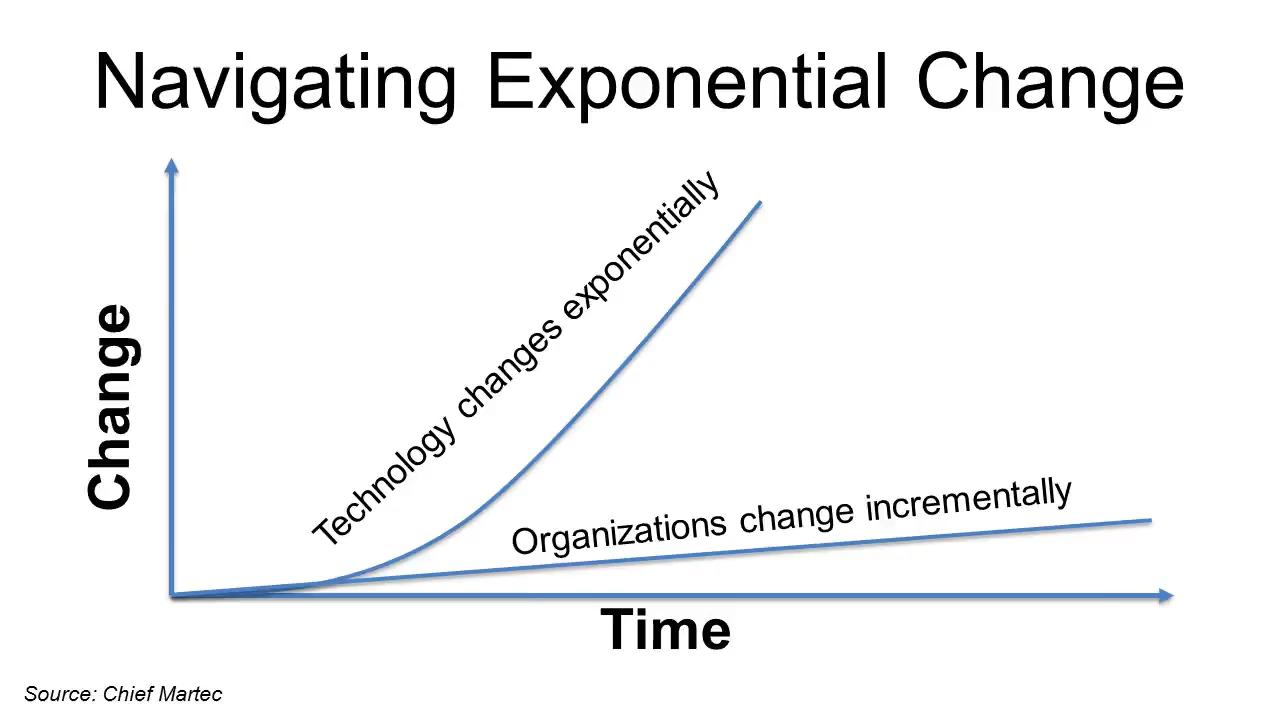 Navigating Exponential Change
Change
Technology changes exponentially
Organizations change incrementally
Time
Source: Chief Martec